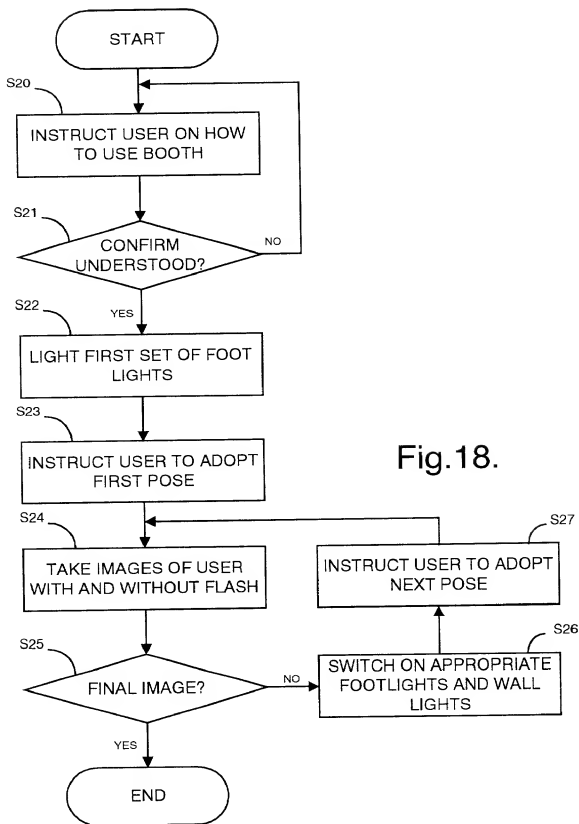 START
S20
INSTRUCT USER ON HOW
TO USE BOOTH
S21
CONFIRM
UNDERSTOOD?
NO
YES
S22
LIGHT FIRST SET OF FOOT
LIGHTS
S23
INSTRUCT USER TO ADOPT
FIRST POSE
Fig.18.
S24
TAKE IMAGES OF USER
WITH AND WITHOUT FLASH
S27
INSTRUCT USER TO ADOPT
NEXT POSE
S25
FINAL IMAGE?
NO
S26
SWITCH ON APPROPRIATE
FOOTLIGHTS AND WALL
LIGHTS
YES
END